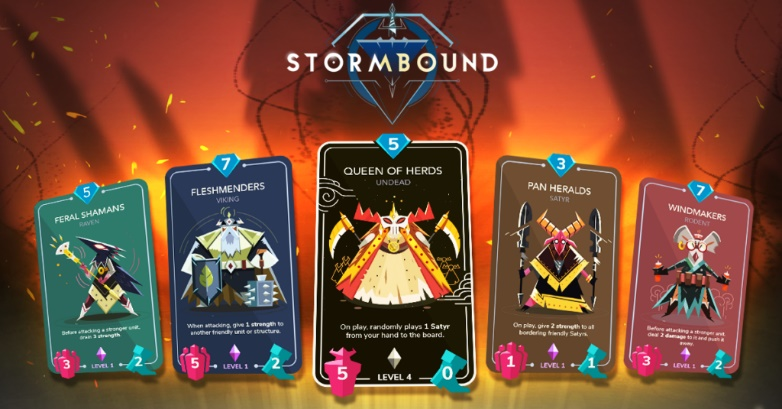 STORMBOUND
5
FERAL SHAMANS
RAVEN
Before attacking a stronger unit,
drain 3 strength.
3
LEVEL 1
2
7
FLESHMENDERS
VIKING
When attacking, give 1 strength to
another friendly unit or structure.
5
LEVEL 1
2
5
QUEEN OF HERDS
UNDEAD
On play, randomly plays 1 Satyr
from your hand to the board.
5
LEVEL 4
0
3
PAN HERALDS
SATYR
On play, give 2 strength to all
bordering friendly Satyrs.
1
LEVEL 1
1
7
WINDMAKERS
RODENT
Before attacking a stronger unit,
deal 2 damage to it and push it
away.
3
LEVEL 1
2